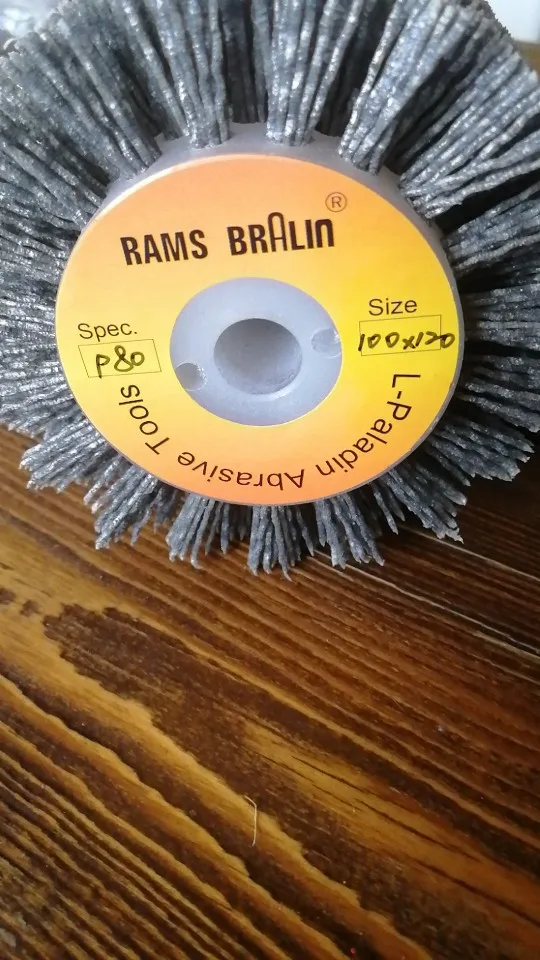 RAMS BRALIN ®
Spec.
P80
Size
100x120
L-Paladin Abrasive Tools